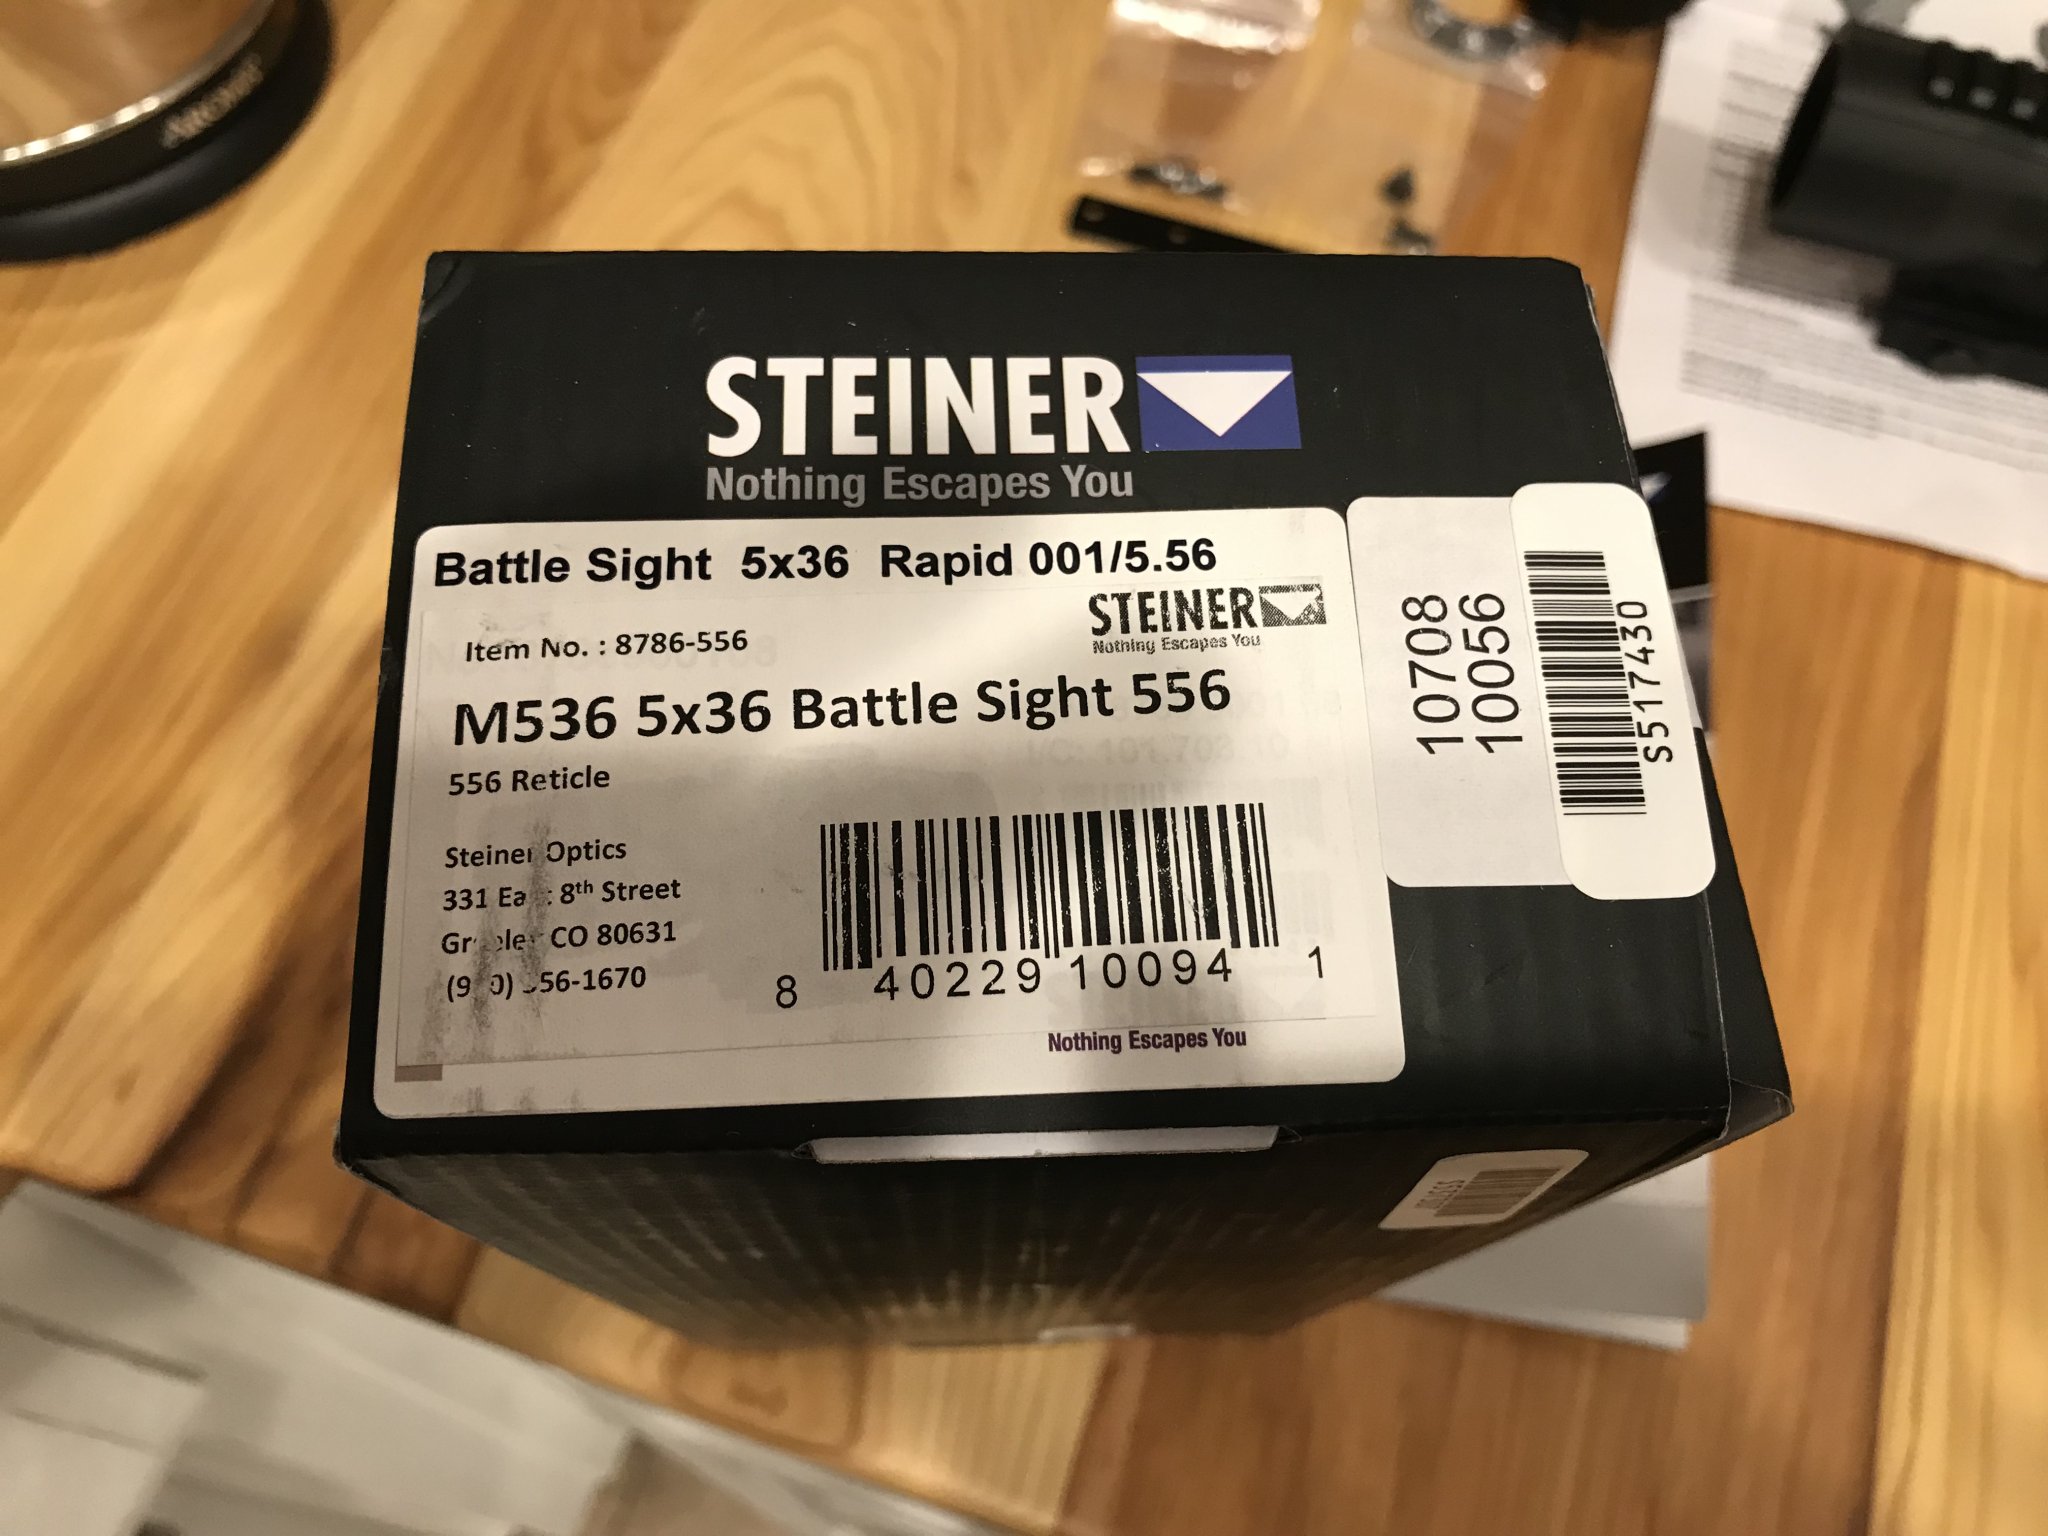 STEINER
Nothing Escapes You
Battle Sight 5x36 Rapid 001/5.56
STEINER
Nothing Escapes You
Item No. : 8786-556
M536 5x36 Battle Sight 556
556 Reticle
Steiner Optics
331 8th Street
CO 80631
8 40229 10094 1
Nothing Escapes You
10708
10056
S517430